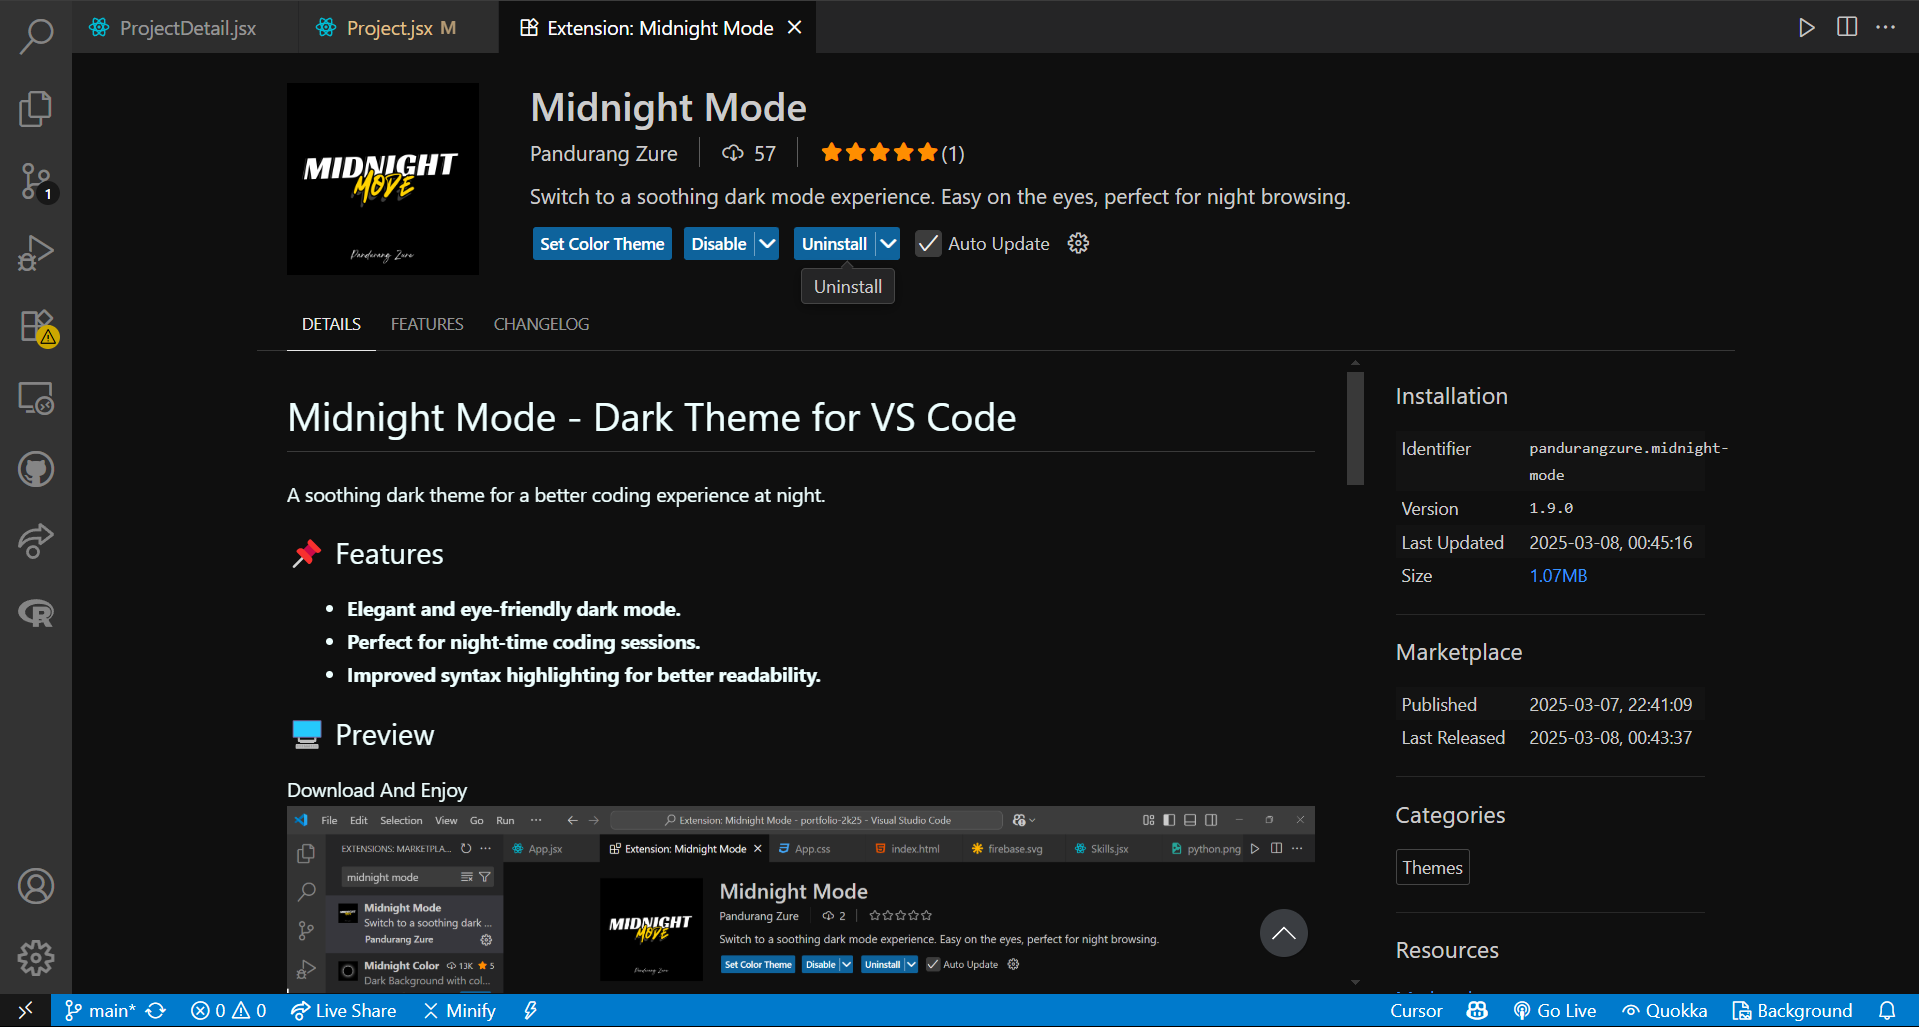 ProjectDetail.jsx
Project.jsx M
Extension: Midnight Mode
1
MIDNIGHT
MODE
Pandurang Zure
Midnight Mode
Pandurang Zure
57
(1)
Switch to a soothing dark mode experience. Easy on the eyes, perfect for night browsing.
Set Color Theme
Disable
Uninstall
Auto Update
Uninstall
DETAILS
FEATURES
CHANGELOG
Midnight Mode - Dark Theme for VS Code
A soothing dark theme for a better coding experience at night.
Features
• Elegant and eye-friendly dark mode.
• Perfect for night-time coding sessions.
• Improved syntax highlighting for better readability.
Preview
Download And Enjoy
File Edit Selection View Go Run ···
Extension: Midnight Mode - portfolio-2k25 - Visual Studio Code
EXTENSIONS: MARKETPLA...
App.jsx
Extension: Midnight Mode
App.css
index.html
firebase.svg
Skills.jsx
python.png
midnight mode
Midnight Mode
Switch to a soothing dark ...
Pandurang Zure
Midnight Color 13K 5
Dark Background with col...
MIDNIGHT
MODE
Pandurang Zure
Midnight Mode
Pandurang Zure
2
Switch to a soothing dark mode experience. Easy on the eyes, perfect for night browsing.
Set Color Theme
Disable
Uninstall
Auto Update
Installation
Identifier pandurangzure.midnight-
mode
Version 1.9.0
Last Updated 2025-03-08, 00:45:16
Size 1.07MB
Marketplace
Published 2025-03-07, 22:41:09
Last Released 2025-03-08, 00:43:37
Categories
Themes
Resources
main*
0
0
Live Share
Minify
Cursor
Go Live
Quokka
Background